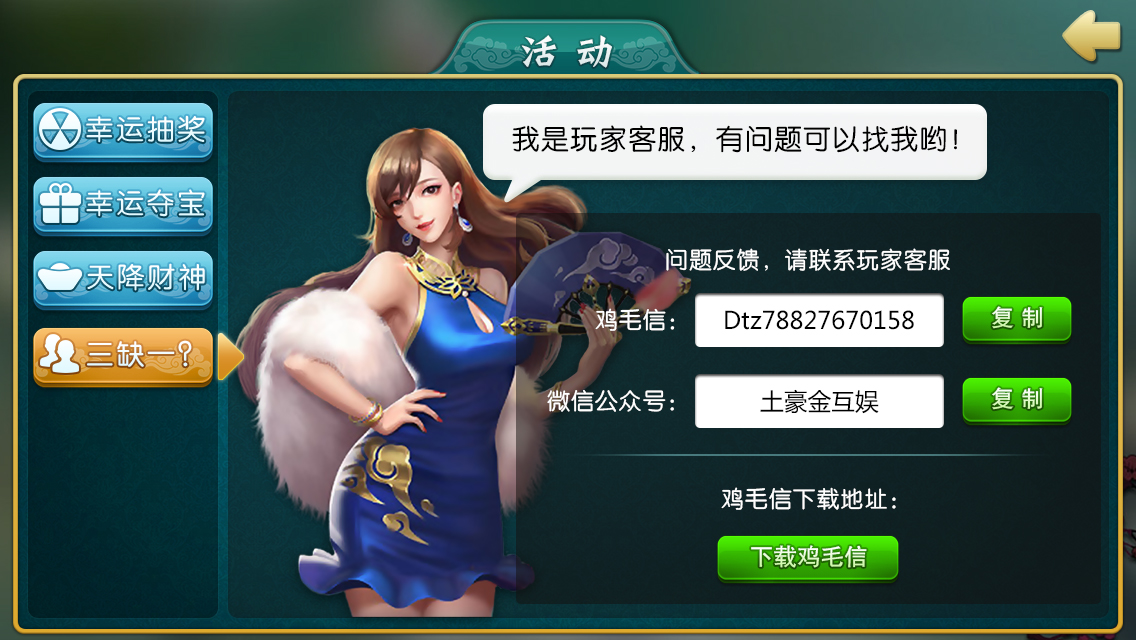 活动
幸运抽奖
幸运夺宝
天降财神
三缺一?
我是玩家客服，有问题可以找我哟！
问题反馈，请联系玩家客服
鸡毛信：
Dtz78827670158
复制
微信公众号：
土豪金互娱
复制
鸡毛信下载地址：
下载鸡毛信